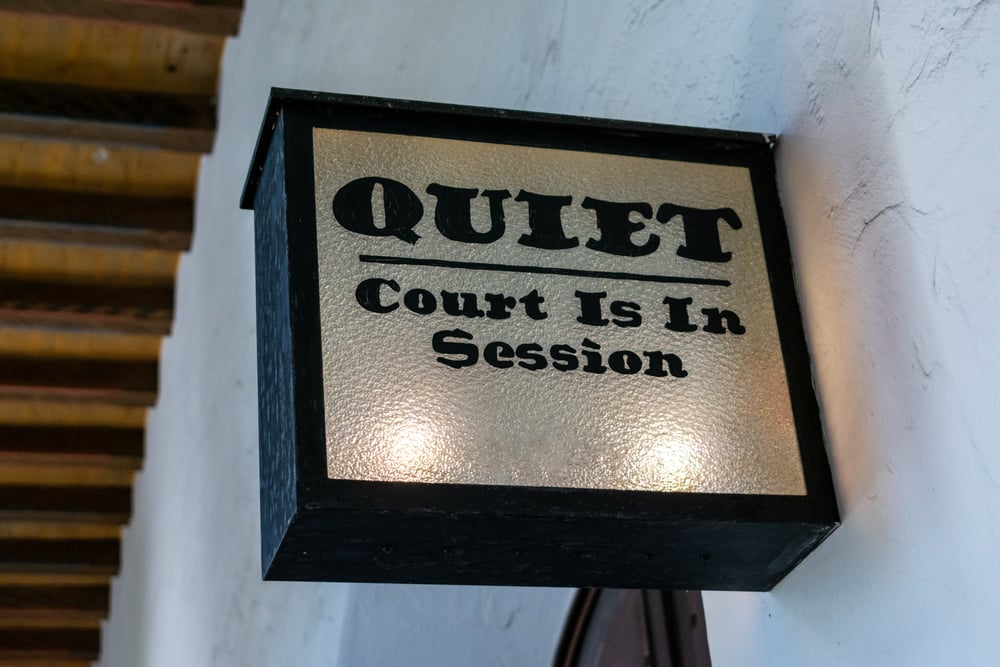 QUIET
Court Is In
Session